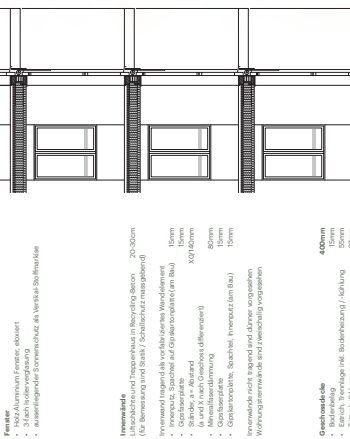 Fenster
• Holz-Aluminium Fenster, eloxiert
• 3-fach Isolierverglasung
• aussenliegender Sonnenschutz als Vertikal-Stoffmarkise
Innenwände
Liftschächte und Treppenhaus in Recycling-Beton 20-30cm
(für Bemessung sind Statik / Schallschutz massgebend)
Innenwand tragend als vorfabriziertes Wandelement
• Innenputz, Spachtel auf Gipskartonplatte (am Bau) 15mm
• Gipsfaserplatte 15mm
• Ständer, a = Abstand X0/140mm
(a und X nach Geschoss differenziert)
• Mineralfaserdämmung 80mm
• Gipsfaserplatte 15mm
• Gipskartonplatte, Spachtel, Innenputz (am Bau) 15mm
Innenwände nicht tragend sind dünner vorgesehen
Wohnungstrennwände sind zweischalig vorgesehen
Geschossdecke 400mm
• Bodenbelag 15mm
• Estrich, Trennlage inkl. Bodenheizung / -kühlung 55mm